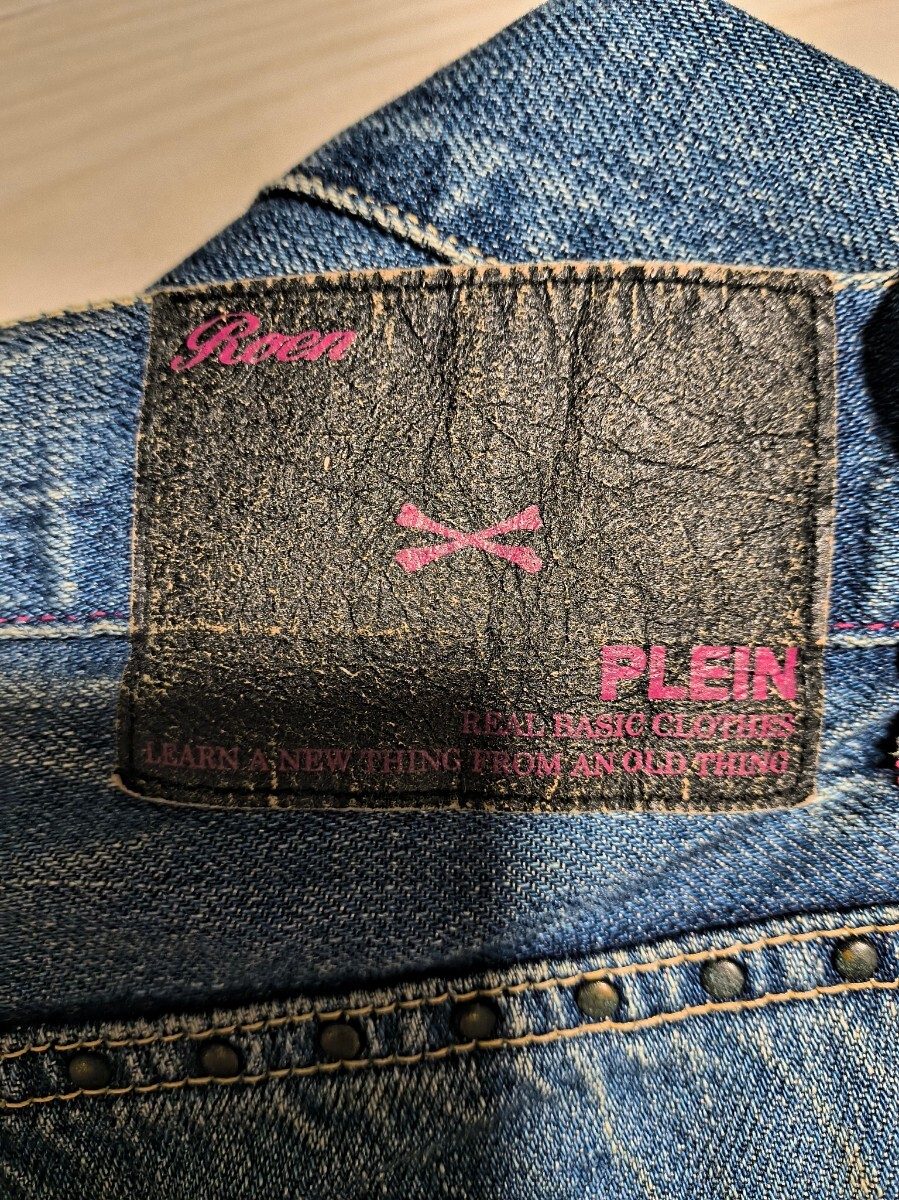 Roen
PLEIN
REAL BASIC CLOTHES
LEARN A NEW THING FROM AN OLD THING